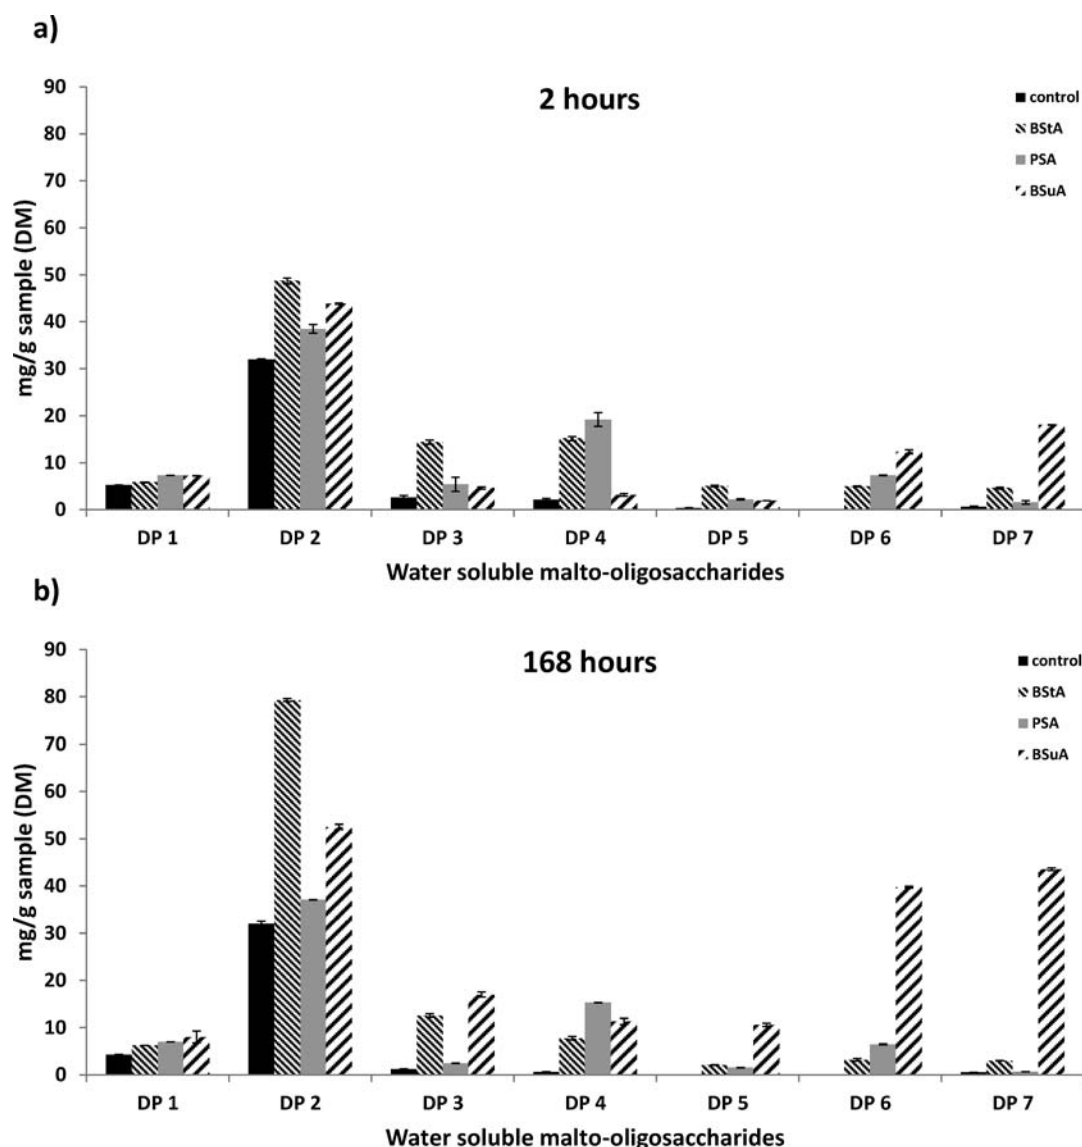 a)
2 hours
90
80
70
60
50
40
30
20
10
0
mg/g sample (DM)
control
BStA
PSA
BSuA
DP 1 DP 2 DP 3 DP 4 DP 5 DP 6 DP 7
Water soluble malto-oligosaccharides
b)
168 hours
90
80
70
60
50
40
30
20
10
0
mg/g sample (DM)
control
BStA
PSA
BSuA
DP 1 DP 2 DP 3 DP 4 DP 5 DP 6 DP 7
Water soluble malto-oligosaccharides